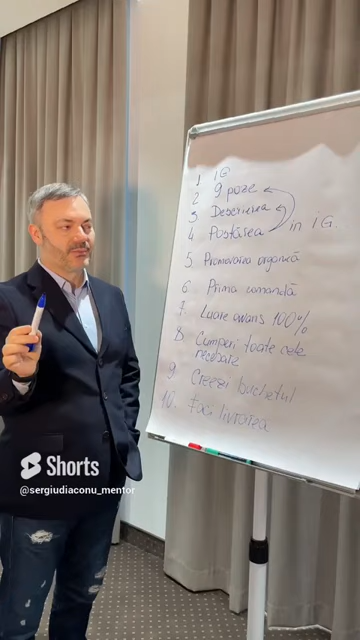 1 IG
2 9 poze
3 Descrierea
4 Postarea in IG.
5 Promovarea organică
6 Prima comandă
7. Luare avans 100%
8 Cumperi toate cele
necesare
9. Creezi buchetul
10. Faci livrarea
Shorts
@sergiudiaconu_mentor